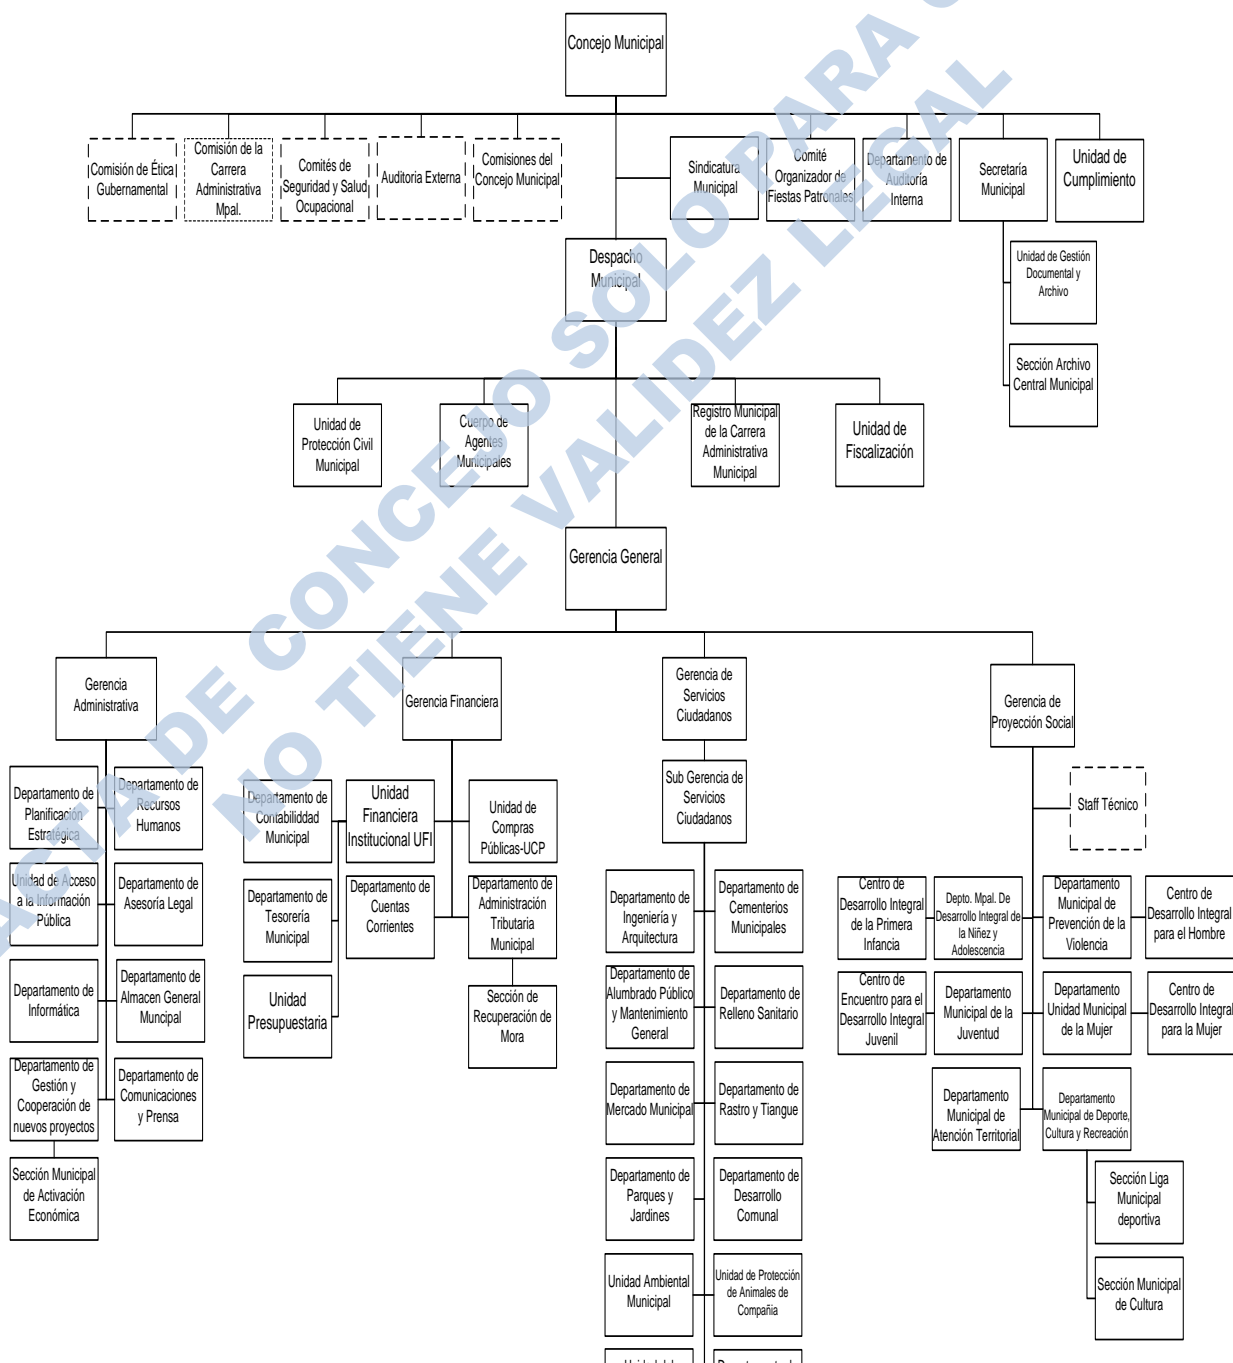 Concejo Municipal
Comisión de Ética
Gubernamental
Comisión de la
Carrera
Administrativa
Mpal.
Comités de
Seguridad y Salud
Ocupacional
Auditoria Externa
Comisiones del
Concejo Municipal
Sindicatura
Municipal
Comité
Organizador de
Fiestas Patronales
Departamento de
Auditoría
Interna
Secretaría
Municipal
Unidad de
Cumplimiento
Despacho
Municipal
Unidad de Gestión
Documental y
Archivo
Sección Archivo
Central Municipal
Unidad de
Protección Civil
Municipal
Cuerpo de
Agentes
Municipales
Registro Municipal
de la Carrera
Administrativa
Municipal
Unidad de
Fiscalización
Gerencia General
Gerencia
Administrativa
Gerencia Financiera
Gerencia de
Servicios
Ciudadanos
Gerencia de
Proyección Social
Departamento de
Planificación
Estratégica
Departamento de
Recursos
Humanos
Unidad de Acceso
a la Información
Pública
Departamento de
Asesoría Legal
Departamento de
Informática
Departamento de
Almacen General
Muncipal
Departamento de
Gestión y
Cooperación de
nuevos proyectos
Departamento de
Comunicaciones
y Prensa
Sección Municipal
de Activación
Económica
Departamento de
Contabiliddad
Municipal
Unidad
Financiera
Institucional UFI
Unidad de
Compras
Públicas-UCP
Departamento de
Tesorería
Municipal
Departamento de
Cuentas
Corrientes
Departamento de
Administración
Tributaria
Municipal
Unidad
Presupuestaria
Sección de
Recuperación de
Mora
Sub Gerencia de
Servicios
Ciudadanos
Departamento de
Ingeniería y
Arquitectura
Departamento de
Cementerios
Municipales
Departamento de
Alumbrado Público
y Mantenimiento
General
Departamento de
Relleno Sanitario
Departamento de
Mercado Municipal
Departamento de
Rastro y Tiangue
Departamento de
Parques y
Jardines
Departamento de
Desarrollo
Comunal
Unidad Ambiental
Municipal
Unidad de Protección
de Animales de
Compañia
Staff Técnico
Centro de
Desarrollo Integral
de la Primera
Infancia
Depto. Mpal. De
Desarrollo Integral de
la Niñez y
Adolescencia
Departamento
Municipal de
Prevención de la
Violencia
Centro de
Desarrollo Integral
para el Hombre
Centro de
Encuentro para el
Desarrollo Integral
Juvenil
Departamento
Municipal de la
Juventud
Departamento
Unidad Municipal
de la Mujer
Centro de
Desarrollo Integral
para la Mujer
Departamento
Municipal de
Atención Territorial
Departamento
Municipal de Deporte,
Cultura y Recreación
Sección Liga
Municipal
deportiva
Sección Municipal
de Cultura
ACTA DE CONCEJO SOLO PARA
NO TIENE VALIDEZ LEGAL